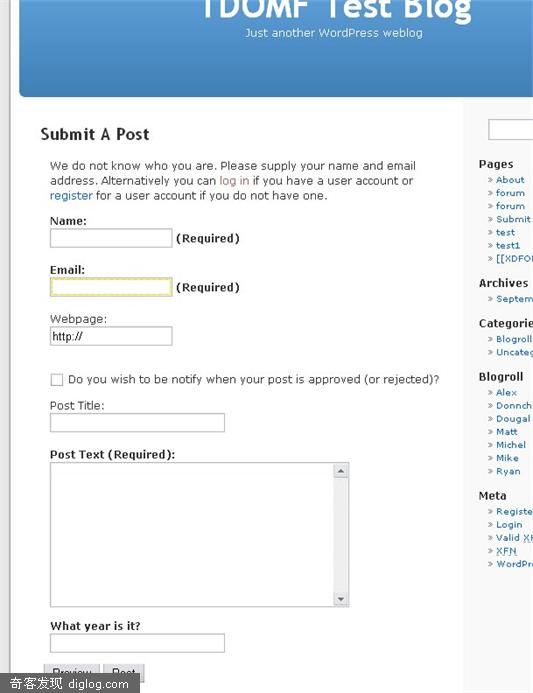 TDOMF Test Blog
Just another WordPress weblog
Submit A Post
We do not know who you are. Please supply your name and email
address. Alternatively you can log in if you have a user account or
register for a user account if you do not have one.
Name:
(Required)
Email:
(Required)
Webpage:
http://
Do you wish to be notify when your post is approved (or rejected)?
Post Title:
Post Text (Required):
What year is it?
Preview Post
Pages
» About
» forum
» forum
» Submit
» test
» test1
» [[XDFO
Archives
» Septem
Categorie
» Blogroll
» Uncateg
Blogroll
» Alex
» Donnch
» Dougal
» Matt
» Michel
» Mike
» Ryan
Meta
» Registe
» Login
» Valid XH
» XFN
» WordPr
奇客发现 diglog.com